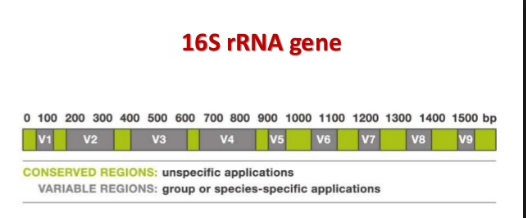 16S rRNA gene
0 100 200 300 400 500 600 700 800 900 1000 1100 1200 1300 1400 1500 bp
V1 V2 V3 V4 V5 V6 V7 V8 V9
CONSERVED REGIONS: unspecific applications
VARIABLE REGIONS: group or species-specific applications